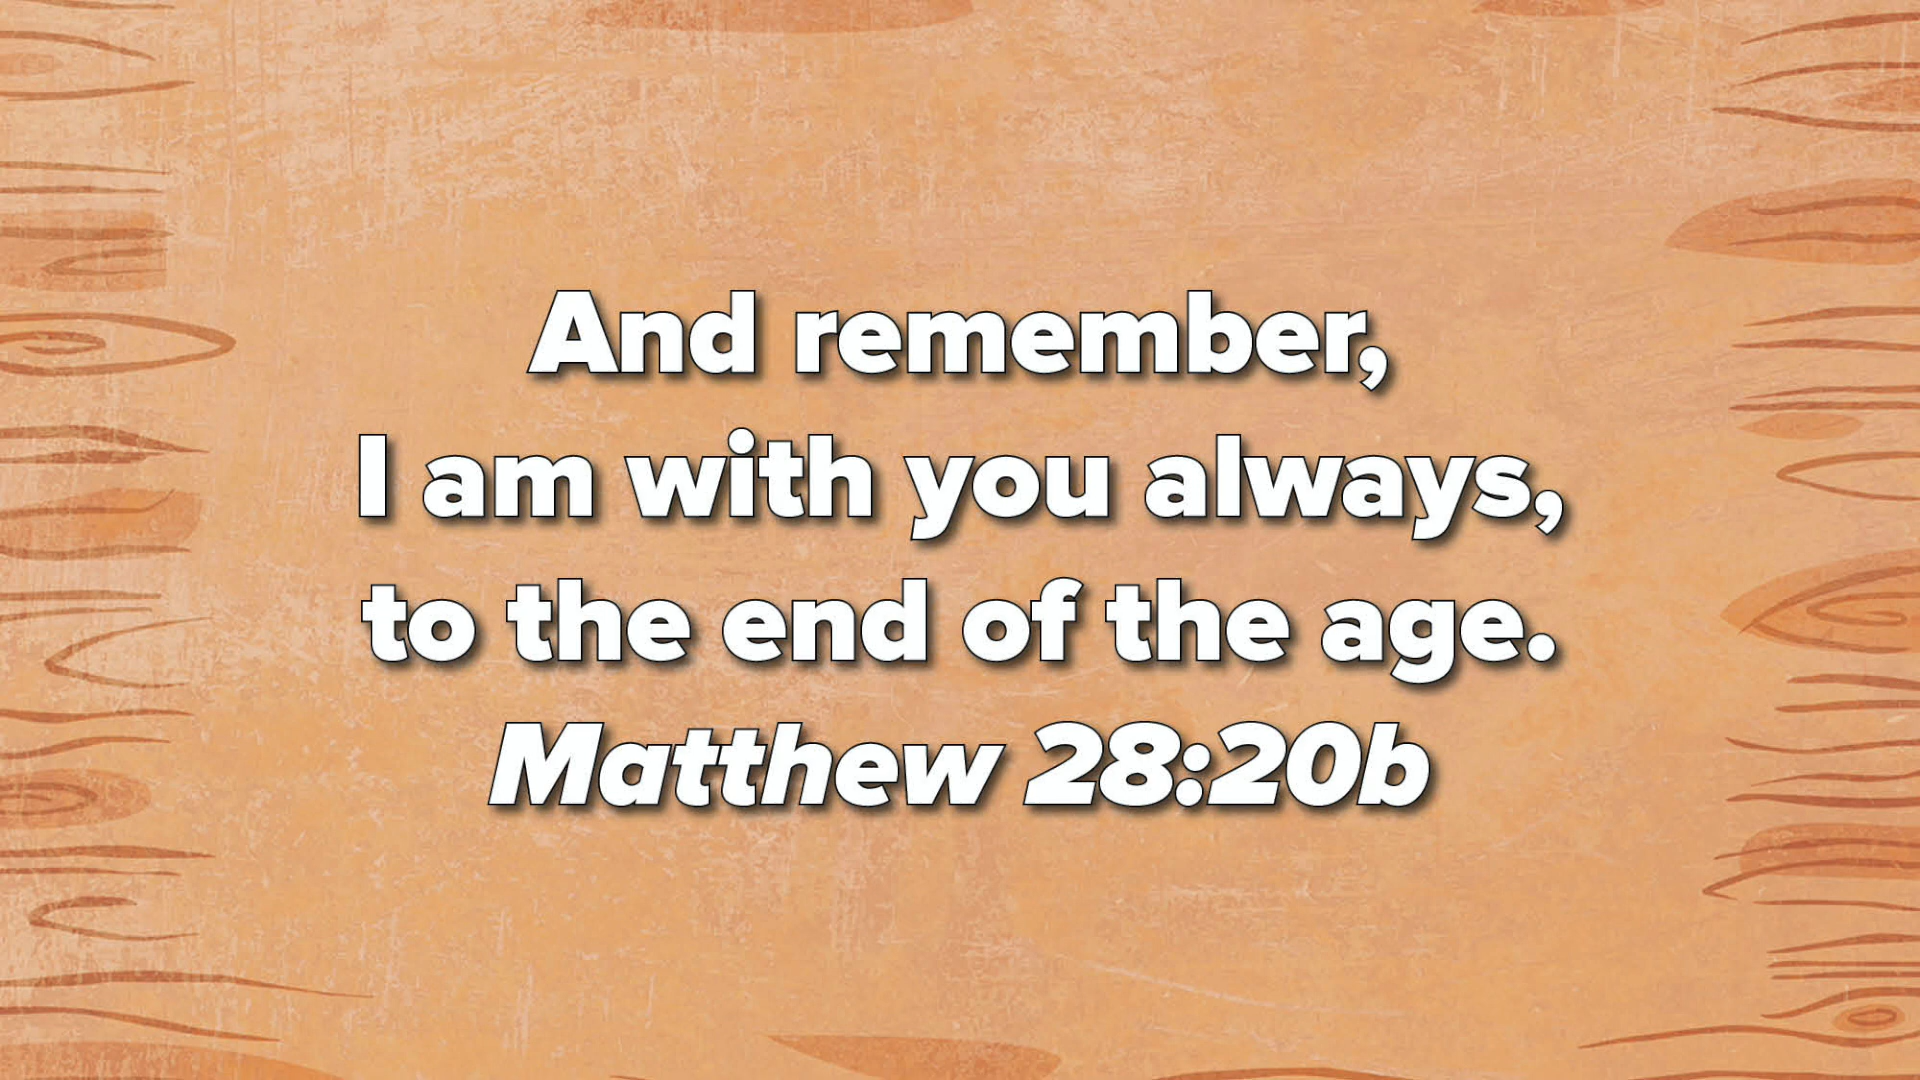 And remember,
I am with you always,
to the end of the age.
Matthew 28:20b